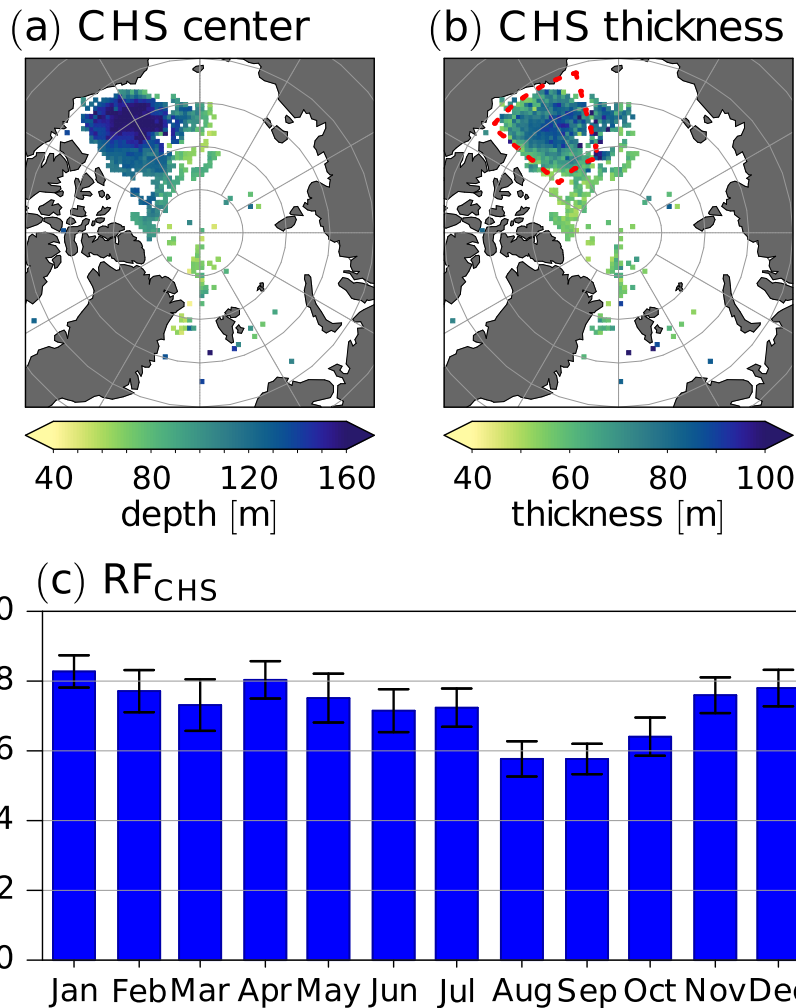 (a) CHS center
(b) CHS thickness
40 80 120 160
depth [m]
40 60 80 100
thickness [m]
(c) RF_CHS
0
8
6
4
2
0
Jan Feb Mar Apr May Jun Jul Aug Sep Oct Nov Dec